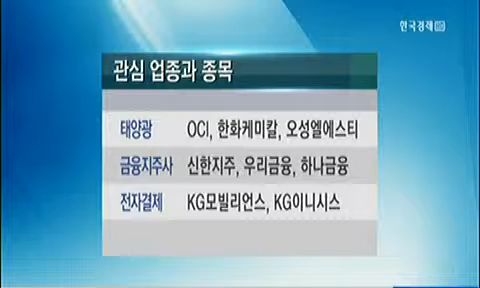 한국경제
관심 업종과 종목
태양광 OCI, 한화케미칼, 오성엘에스티
금융지주사 신한지주, 우리금융, 하나금융
전자결제 KG모빌리언스, KG이니시스